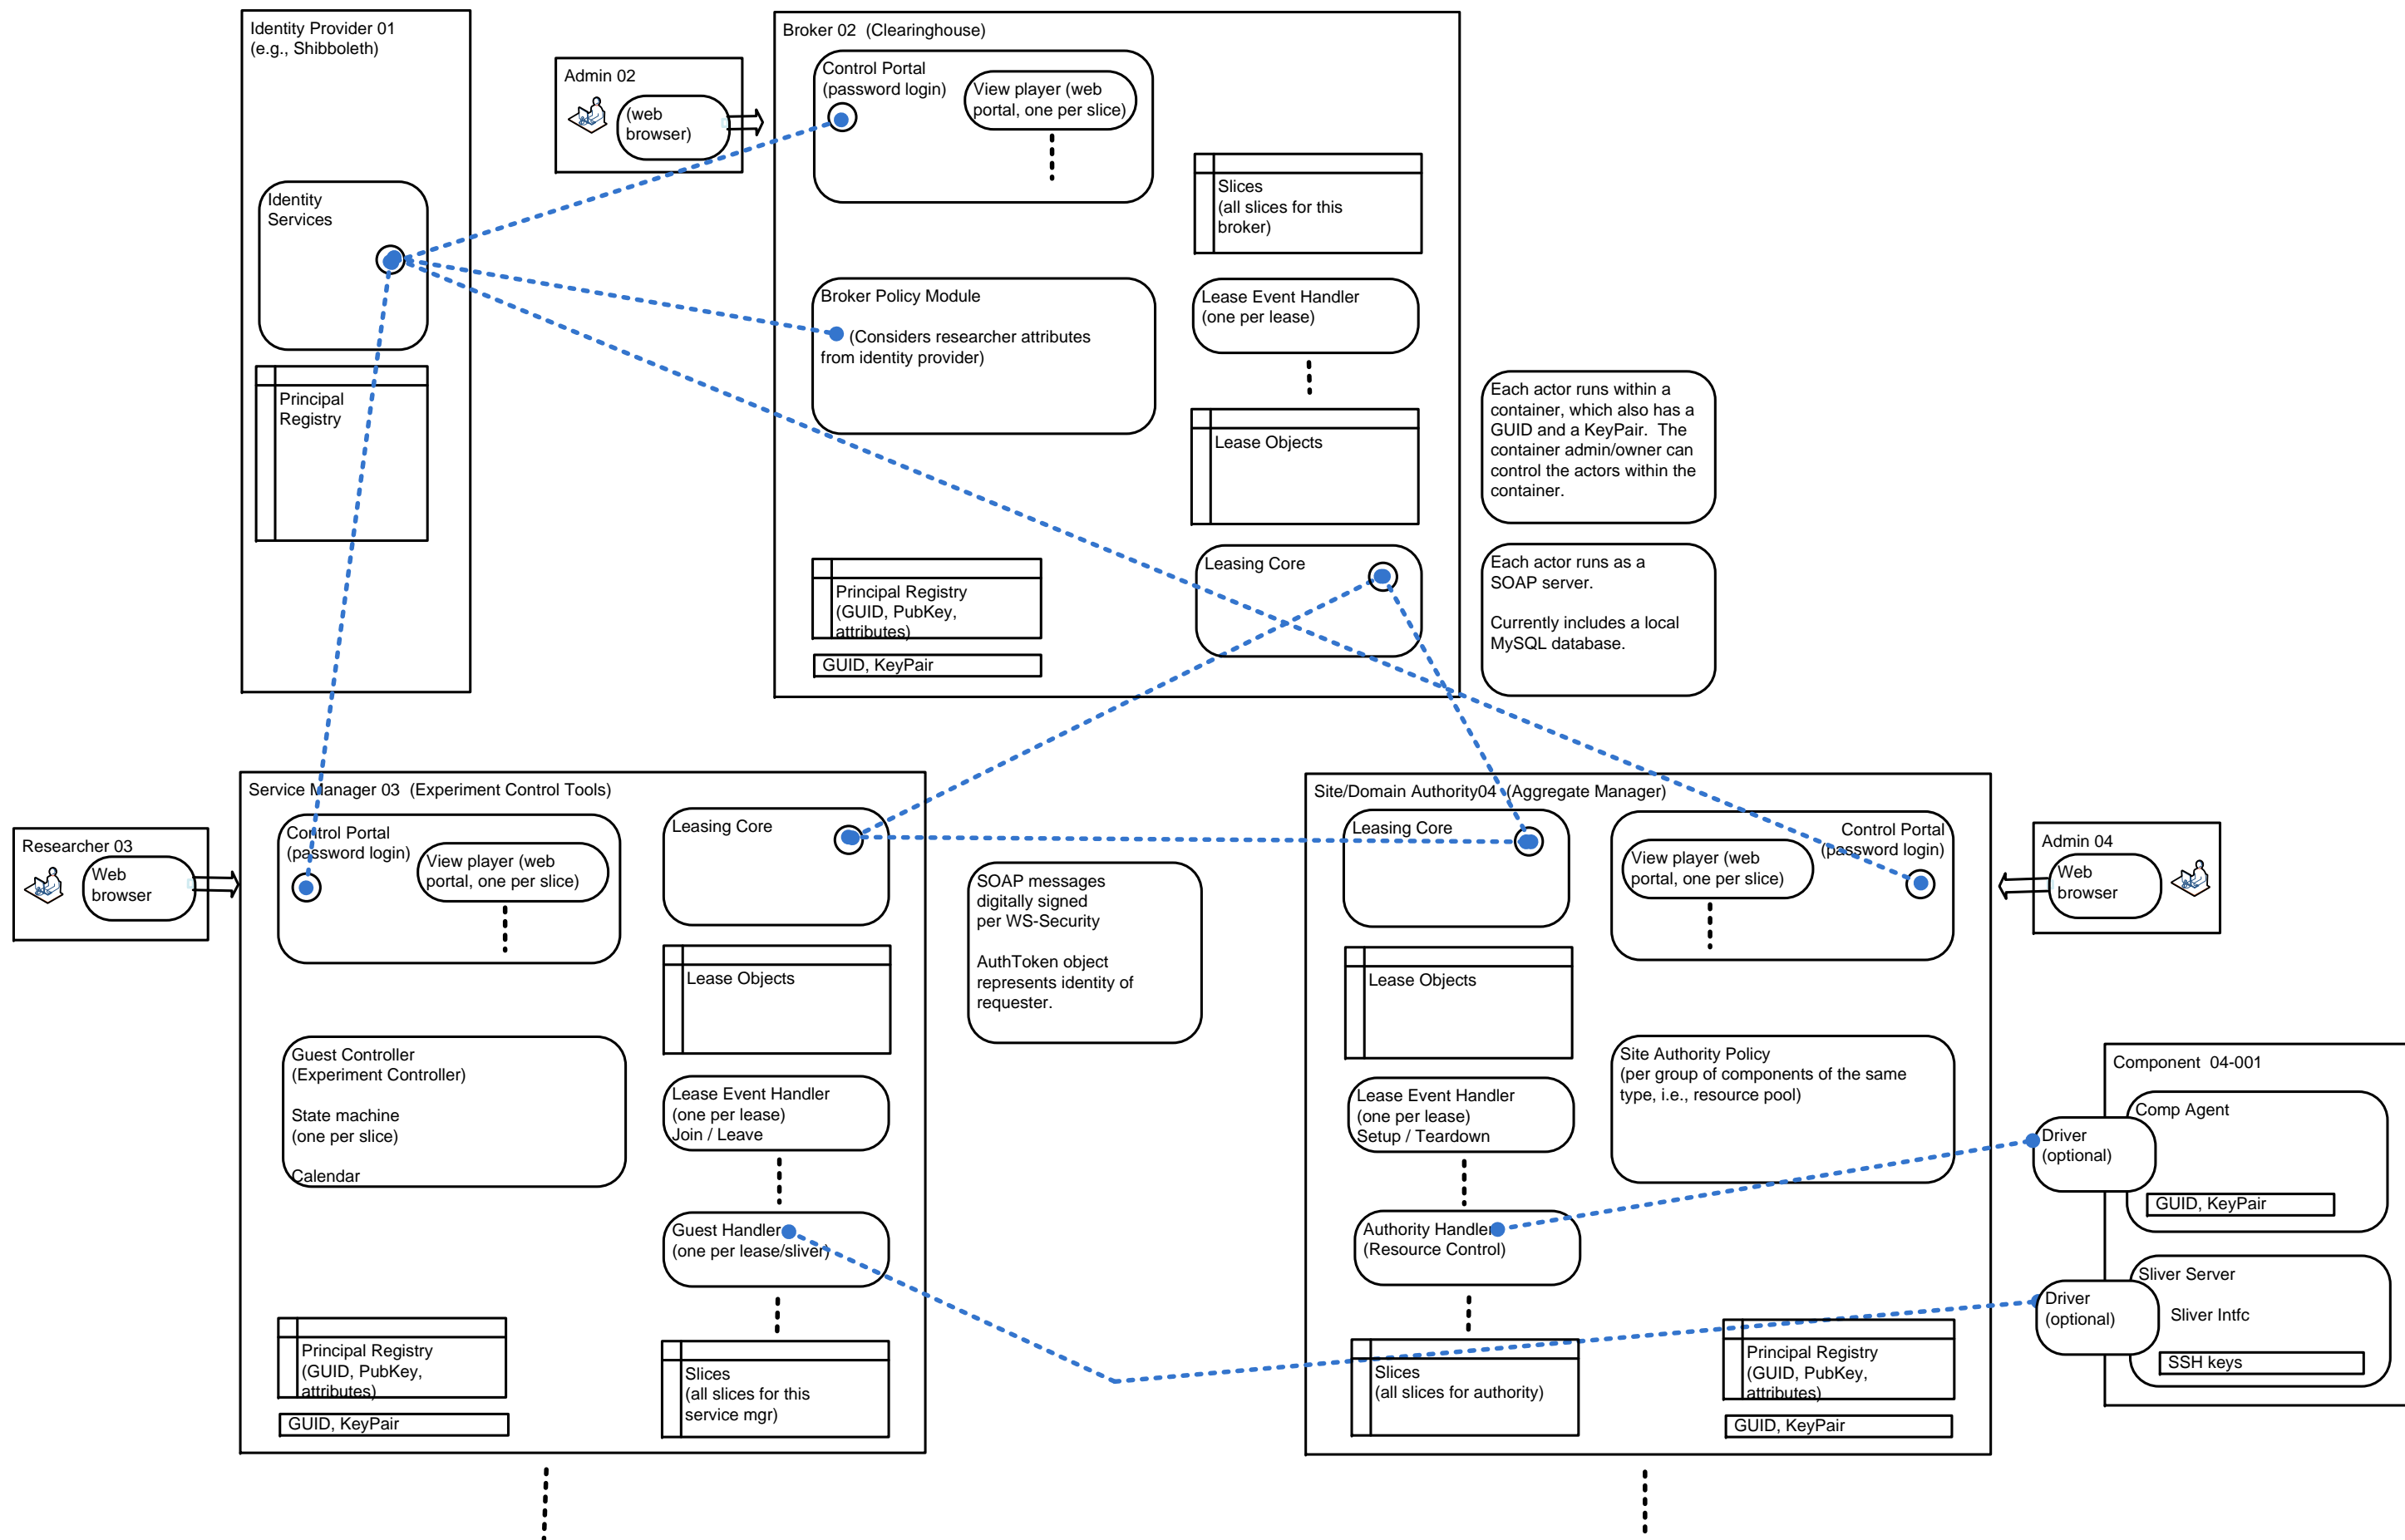 Identity Provider 01
(e.g., Shibboleth)
Identity
Services
Principal
Registry
Admin 02
(web
browser)
Broker 02  (Clearinghouse)
Control Portal
(password login)
View player (web
portal, one per slice)
Slices
(all slices for this
broker)
Broker Policy Module
(Considers researcher attributes
from identity provider)
Lease Event Handler
(one per lease)
Lease Objects
Leasing Core
Principal Registry
(GUID, PubKey,
attributes)
GUID, KeyPair
Each actor runs within a
container, which also has a
GUID and a KeyPair.  The
container admin/owner can
control the actors within the
container.
Each actor runs as a
SOAP server.
Currently includes a local
MySQL database.
Researcher 03
Web
browser
Service Manager 03  (Experiment Control Tools)
Control Portal
(password login)
View player (web
portal, one per slice)
Leasing Core
Lease Objects
Guest Controller
(Experiment Controller)
State machine
(one per slice)
Calendar
Lease Event Handler
(one per lease)
Join / Leave
Guest Handler
(one per lease/sliver)
Principal Registry
(GUID, PubKey,
attributes)
GUID, KeyPair
Slices
(all slices for this
service mgr)
SOAP messages
digitally signed
per WS-Security
AuthToken object
represents identity of
requester.
Site/Domain Authority04  (Aggregate Manager)
Leasing Core
Control Portal
(password login)
View player (web
portal, one per slice)
Lease Objects
Site Authority Policy
(per group of components of the same
type, i.e., resource pool)
Lease Event Handler
(one per lease)
Setup / Teardown
Authority Handler
(Resource Control)
Slices
(all slices for authority)
Principal Registry
(GUID, PubKey,
attributes)
GUID, KeyPair
Admin 04
Web
browser
Component  04-001
Comp Agent
Driver
(optional)
GUID, KeyPair
Sliver Server
Driver
(optional)
Sliver Intfc
SSH keys